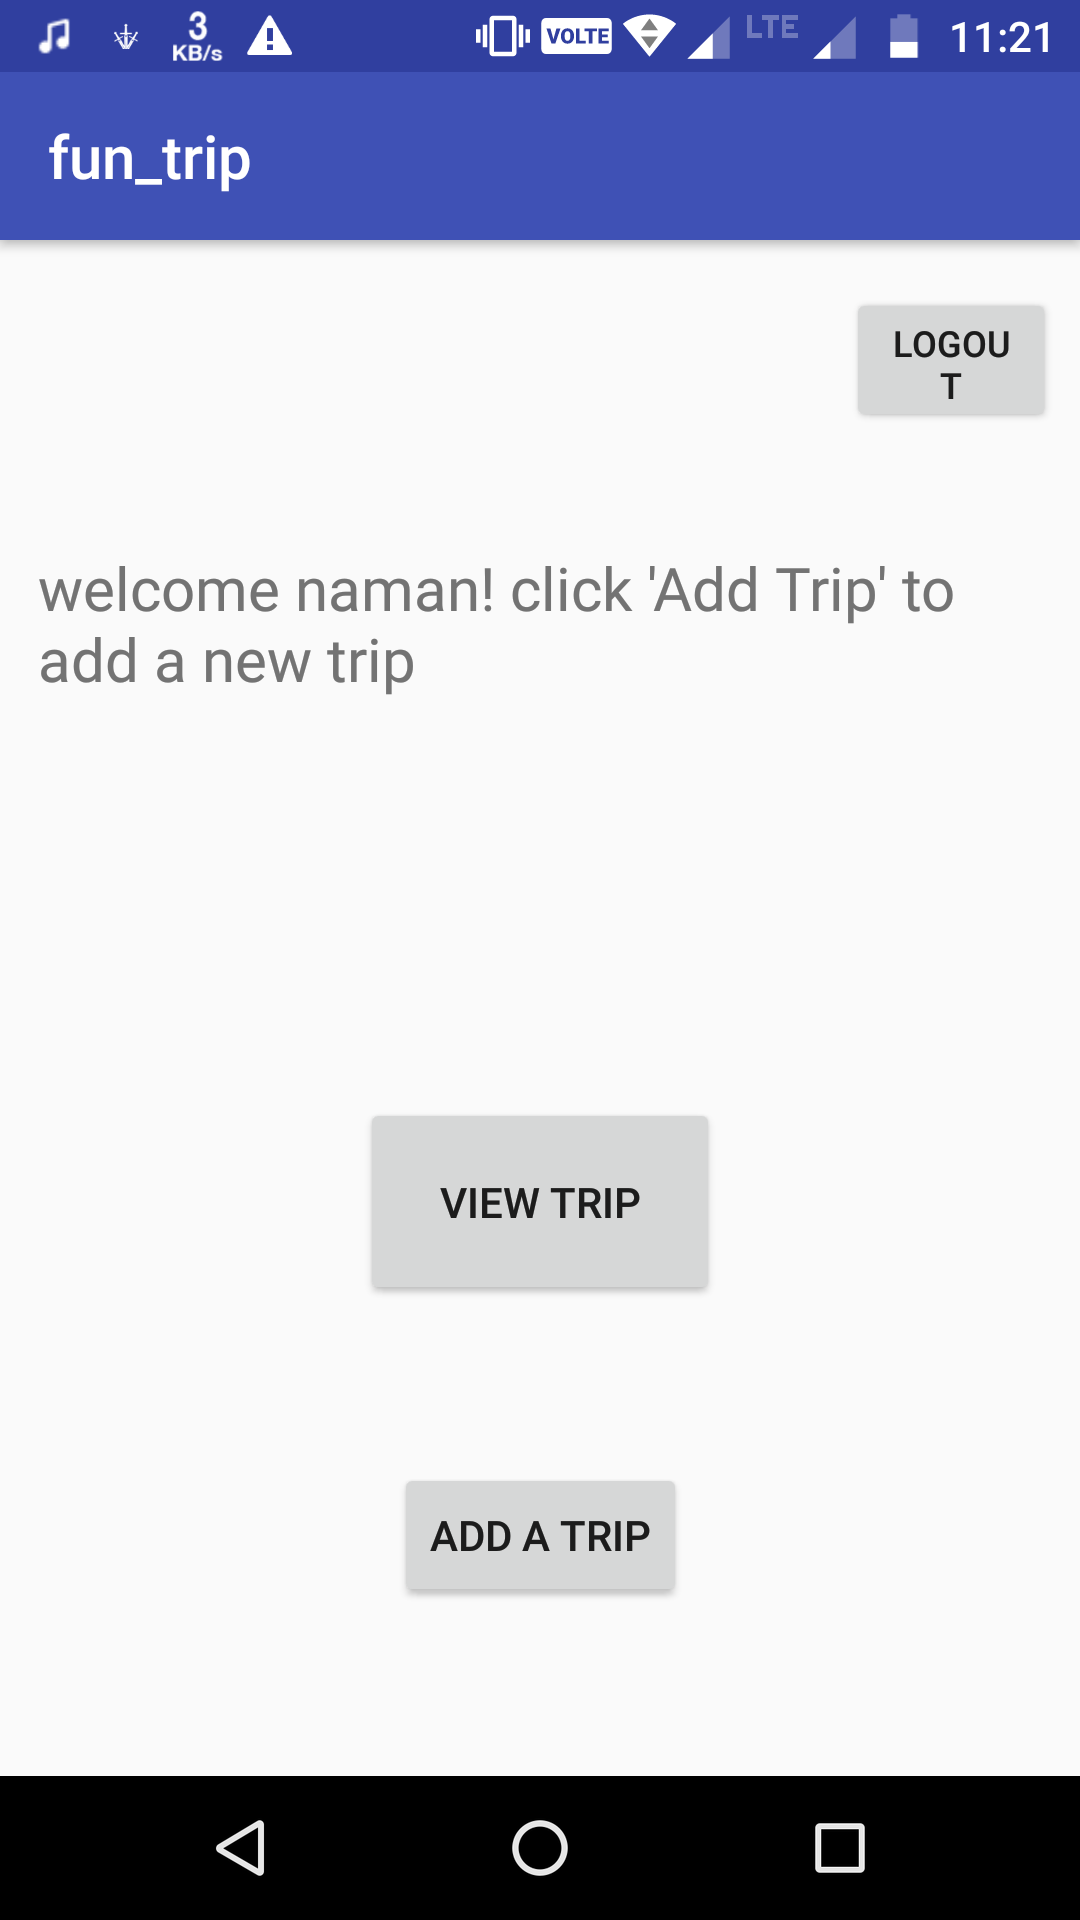 3
KB/s
VOLTE
LTE
11:21
fun_trip
LOGOU
T
welcome naman! click 'Add Trip' to
add a new trip
VIEW TRIP
ADD A TRIP